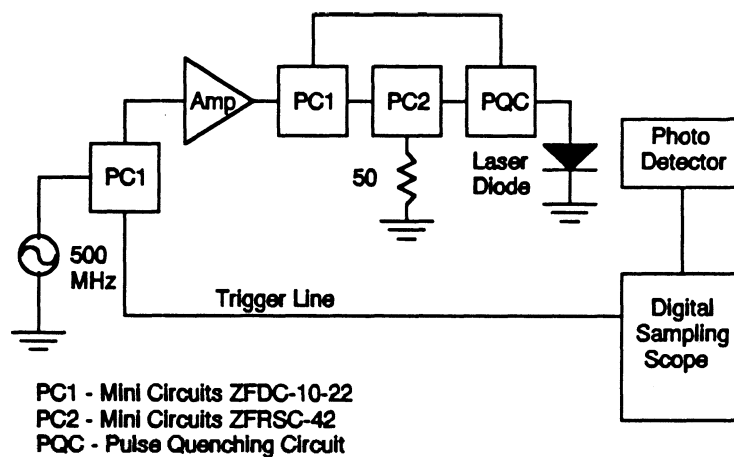 Amp
PC1
PC2
PQC
Photo
Detector
PC1
50
Laser
Diode
500
MHz
Trigger Line
Digital
Sampling
Scope
PC1 - Mini Circuits ZFDC-10-22
PC2 - Mini Circuits ZFRSC-42
PQC - Pulse Quenching Circuit